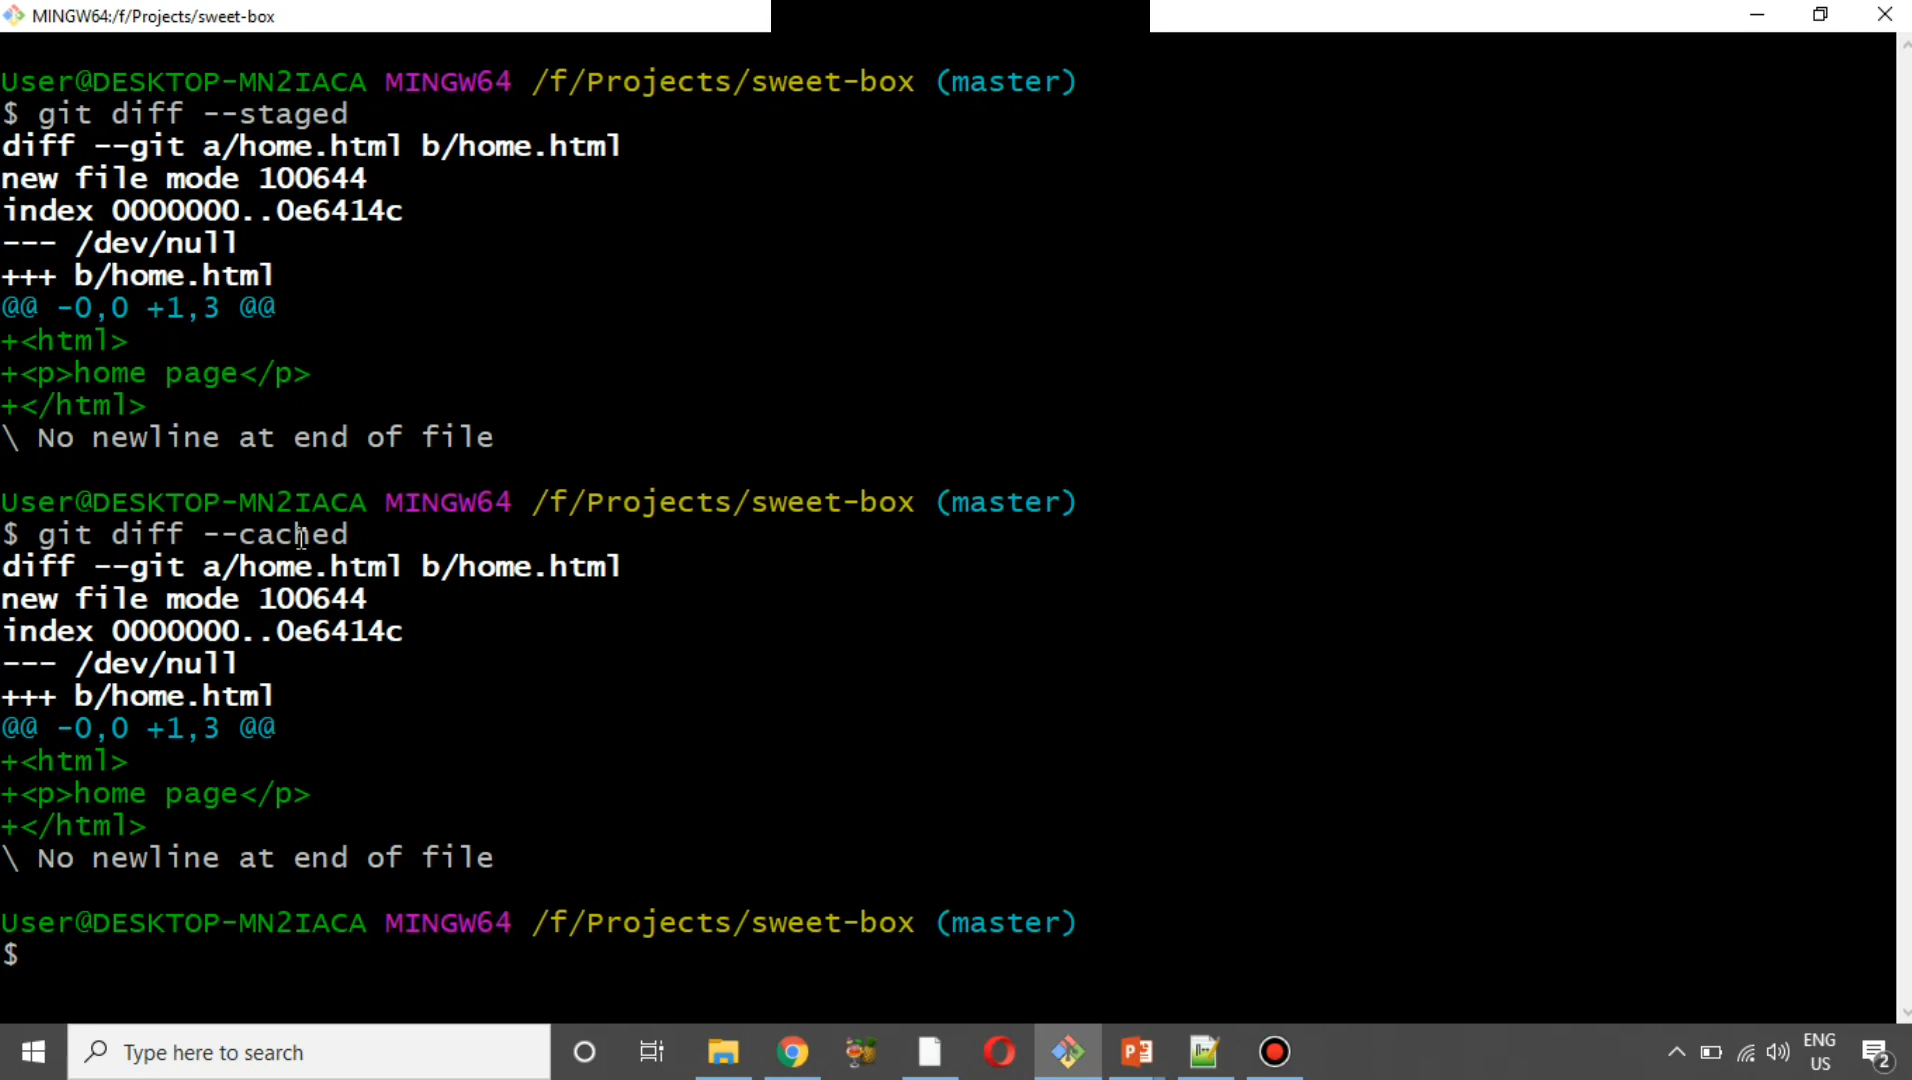 MINGW64:/f/Projects/sweet-box
User@DESKTOP-MN2IACA MINGW64 /f/Projects/sweet-box (master)
$ git diff --staged
diff --git a/home.html b/home.html
new file mode 100644
index 0000000..0e6414c
--- /dev/null
+++ b/home.html
@@ -0,0 +1,3 @@
+<html>
+<p>home page</p>
+</html>
\ No newline at end of file
User@DESKTOP-MN2IACA MINGW64 /f/Projects/sweet-box (master)
$ git diff --cached
diff --git a/home.html b/home.html
new file mode 100644
index 0000000..0e6414c
--- /dev/null
+++ b/home.html
@@ -0,0 +1,3 @@
+<html>
+<p>home page</p>
+</html>
\ No newline at end of file
User@DESKTOP-MN2IACA MINGW64 /f/Projects/sweet-box (master)
$
Type here to search
ENG
US
2